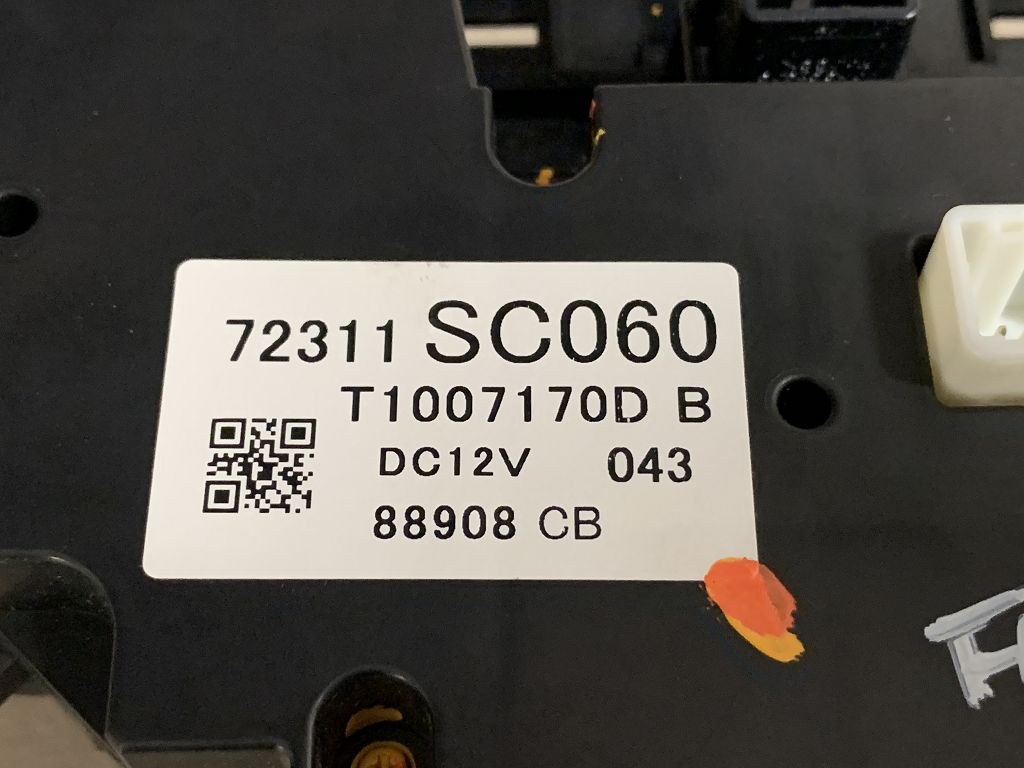 72311 SC060
T1007170D B
DC12V 043
88908 CB